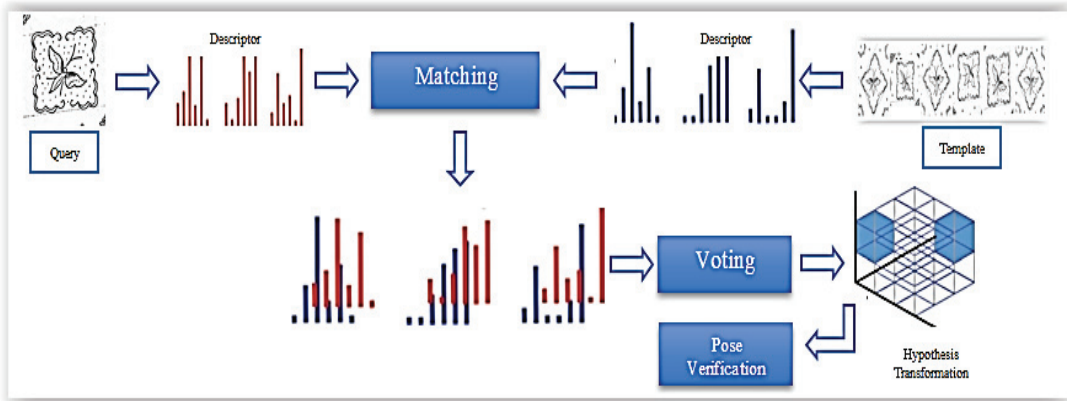 Descriptor
Matching
Descriptor
Query
Template
Voting
Pose
Verification
Hypothesis
Transformation